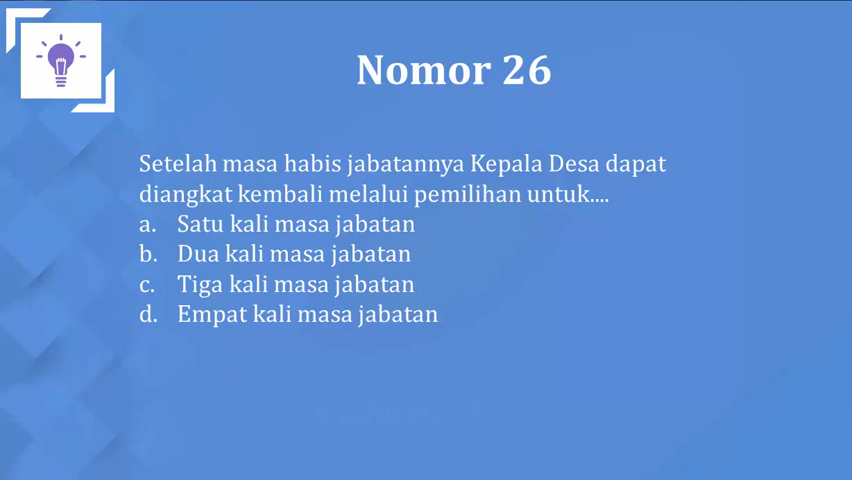 Nomor 26
Setelah masa habis jabatannya Kepala Desa dapat
diangkat kembali melalui pemilihan untuk....
a. Satu kali masa jabatan
b. Dua kali masa jabatan
c. Tiga kali masa jabatan
d. Empat kali masa jabatan